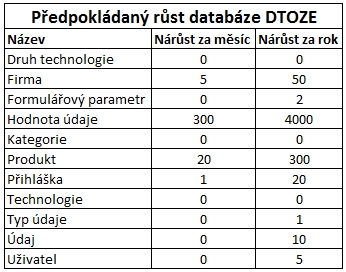 Předpokládaný růst databáze DTOZE
Název Nárůst za měsíc Nárůst za rok
Druh technologie 0 0
Firma 5 50
Formulářový parametr 0 2
Hodnota údaje 300 4000
Kategorie 0 0
Produkt 20 300
Přihláška 1 20
Technologie 0 0
Typ údaje 0 1
Údaj 0 10
Uživatel 0 5